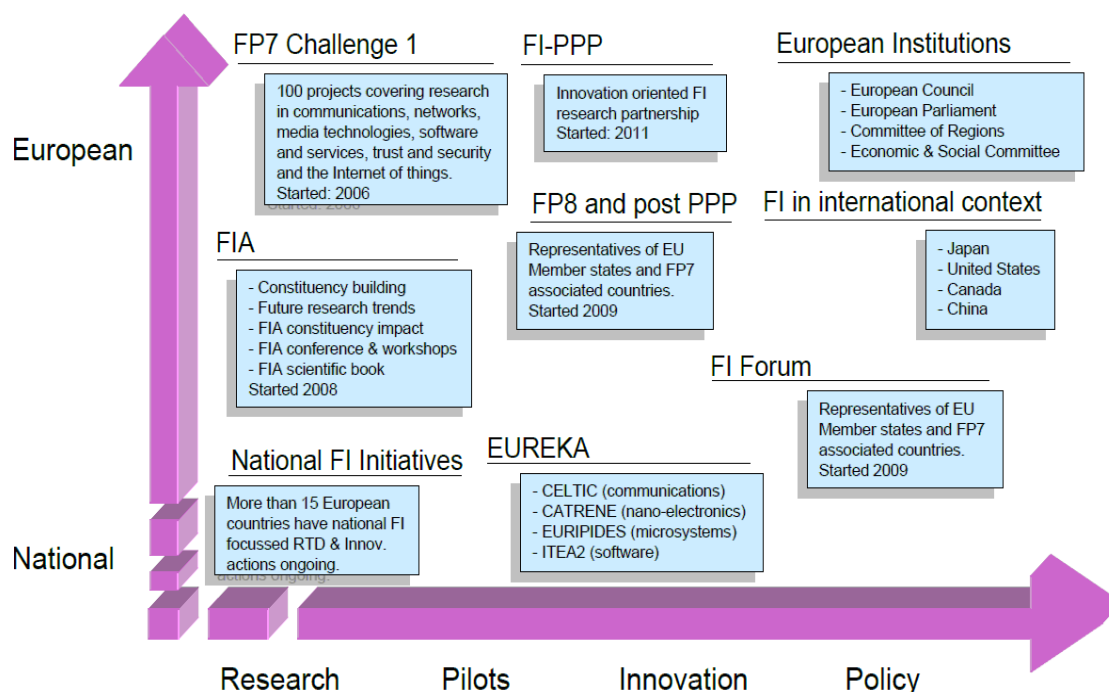 FP7 Challenge 1
100 projects covering research
in communications, networks,
media technologies, software
and services, trust and security
and the Internet of things.
Started: 2006
FI-PPP
Innovation oriented FI
research partnership
Started: 2011
European Institutions
- European Council
- European Parliament
- Committee of Regions
- Economic & Social Committee
European
FIA
- Constituency building
- Future research trends
- FIA constituency impact
- FIA conference & workshops
- FIA scientific book
Started 2008
FP8 and post PPP
Representatives of EU
Member states and FP7
associated countries.
Started 2009
FI in international context
- Japan
- United States
- Canada
- China
FI Forum
Representatives of EU
Member states and FP7
associated countries.
Started 2009
National FI Initiatives
More than 15 European
countries have national FI
focussed RTD & Innov.
actions ongoing.
EUREKA
- CELTIC (communications)
- CATRENE (nano-electronics)
- EURIPIDES (microsystems)
- ITEA2 (software)
National
Research
Pilots
Innovation
Policy